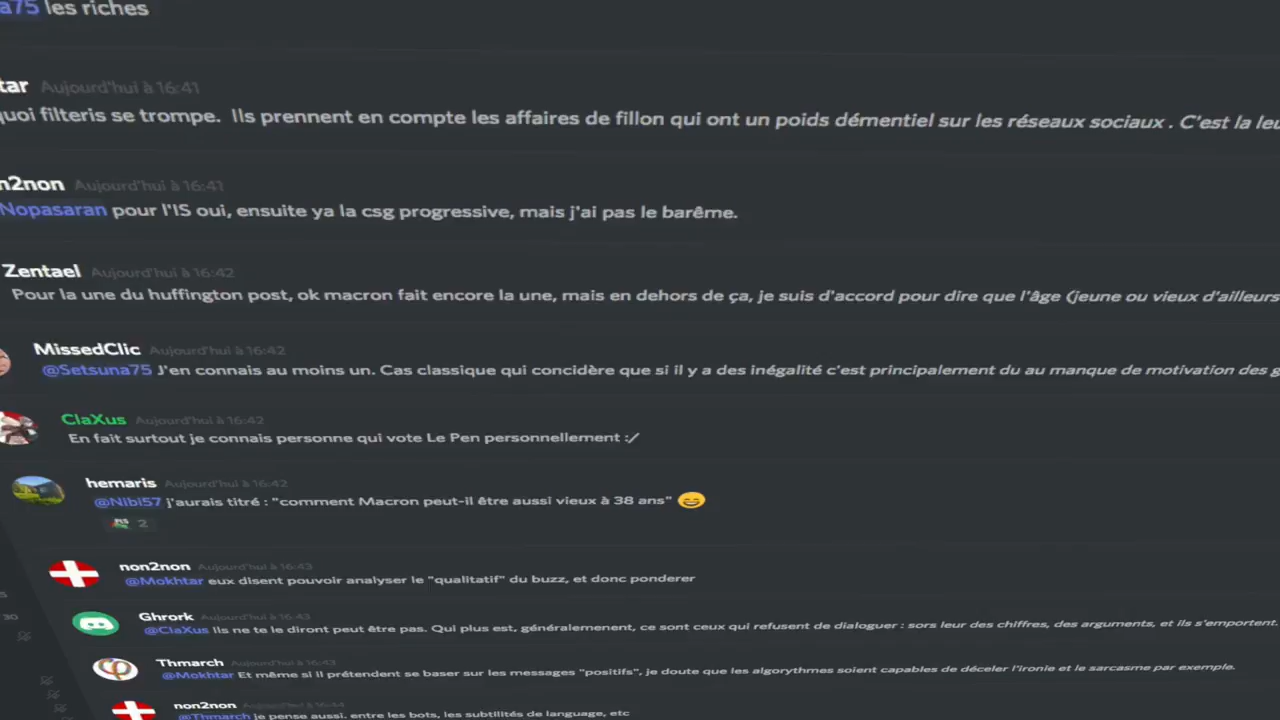 a75 les riches
tar Aujourd'hui à 16:41
quoi filteris se trompe. Ils prennent en compte les affaires de fillon qui ont un poids démentiel sur les réseaux sociaux . C'est la leu
n2non Aujourd'hui à 16:41
Nopasaran pour l'IS oui, ensuite ya la csg progressive, mais j'ai pas le barême.
Zentael Aujourd'hui à 16:42
Pour la une du huffington post, ok macron fait encore la une, mais en dehors de ça, je suis d'accord pour dire que l'âge (jeune ou vieux d'ailleurs
MissedClic Aujourd'hui à 16:42
@Setsuna75 J'en connais au moins un. Cas classique qui concidère que si il y a des inégalité c'est principalement du au manque de motivation des g
ClaXus Aujourd'hui à 16:42
En fait surtout je connais personne qui vote Le Pen personnellement :/
hemaris Aujourd'hui à 16:42
@Nibi57 j'aurais titré : "comment Macron peut-il être aussi vieux à 38 ans" 😄
2
non2non Aujourd'hui à 16:43
@Mokhtar eux disent pouvoir analyser le "qualitatif" du buzz, et donc ponderer
Ghrork Aujourd'hui à 16:43
@ClaXus Ils ne te le diront peut être pas. Qui plus est, généralemenent, ce sont ceux qui refusent de dialoguer : sors leur des chiffres, des arguments, et ils s'emportent.
30
Thmarch Aujourd'hui à 16:43
@Mokhtar Et même si il prétendent se baser sur les messages "positifs", je doute que les algorythmes soient capables de déceler l'ironie et le sarcasme par exemple.
non2non Aujourd'hui à 16:44
@Thmarch je pense aussi. entre les bots, les subtilités de language, etc